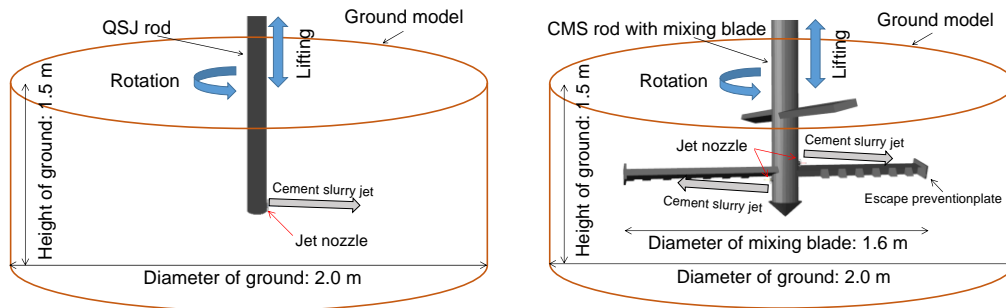 QSJ rod
Ground model
Lifting
Rotation
Height of ground: 1.5 m
Cement slurry jet
Jet nozzle
Diameter of ground: 2.0 m
CMS rod with mixing blade
Ground model
Lifting
Rotation
Height of ground: 1.5 m
Jet nozzle
Cement slurry jet
Cement slurry jet
Escape preventionplate
Diameter of mixing blade: 1.6 m
Diameter of ground: 2.0 m